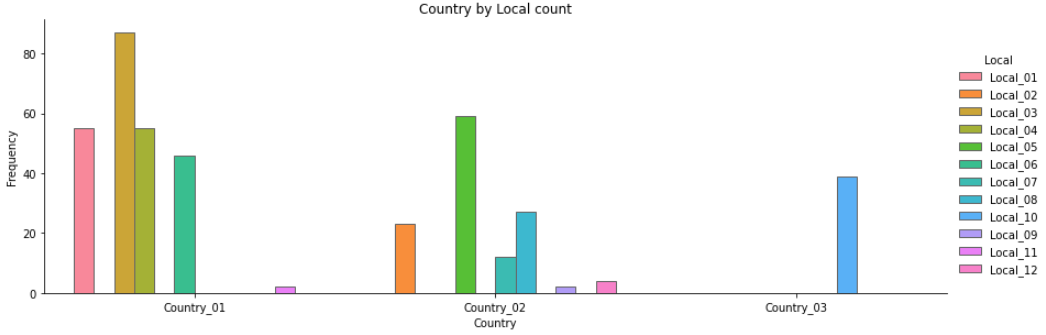 Country by Local count
80
60
40
20
0
Frequency
Country_01
Country_02
Country_03
Country
Local
Local_01
Local_02
Local_03
Local_04
Local_05
Local_06
Local_07
Local_08
Local_10
Local_09
Local_11
Local_12